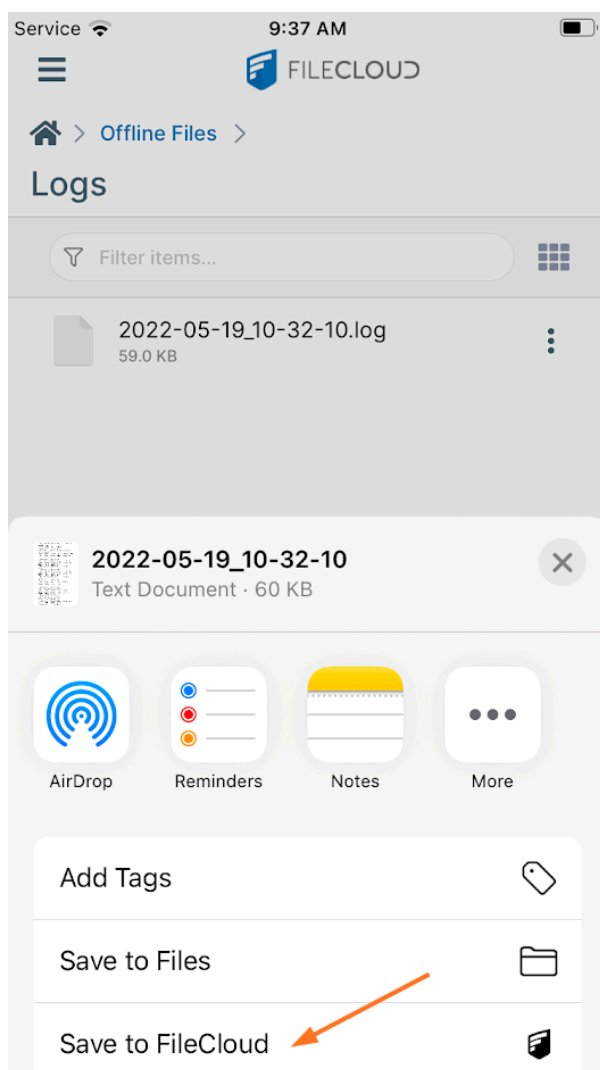 Service 9:37 AM
FILECLOUD
> Offline Files >
Logs
Filter items...
2022-05-19_10-32-10.log
59.0 KB
2022-05-19_10-32-10
Text Document · 60 KB
AirDrop Reminders Notes More
Add Tags
Save to Files
Save to FileCloud